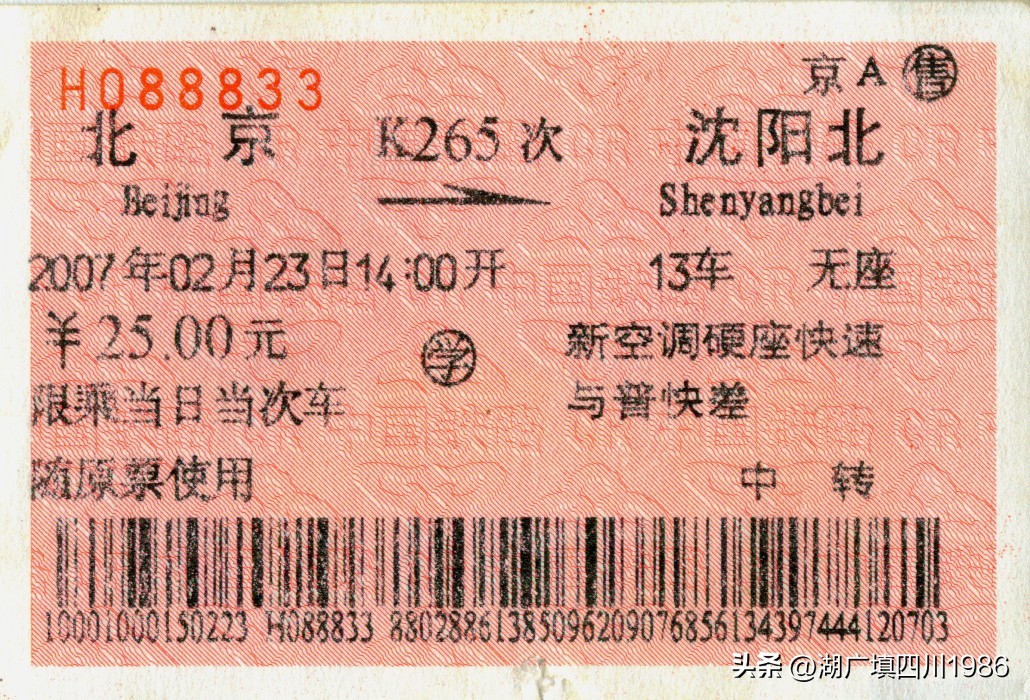 H088833
京A 售
北京 K265次 沈阳北
Beijing Shenyangbei
2007年02月23日14:00开 13车 无座
￥25.00元 学 新空调硬座快速
限乘当日当次车 与普快差
随原票使用 中转
10001000150223 H088833 88028861385096209076856134397444120703
头条 @湖广填四川1986